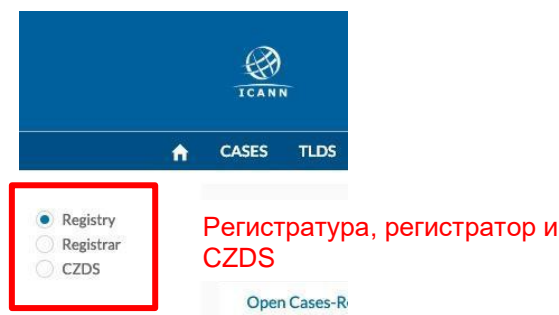 ICANN
CASES TLDS
Registry
Registrar
CZDS
Регистратура, регистратор и
CZDS
Open Cases-R